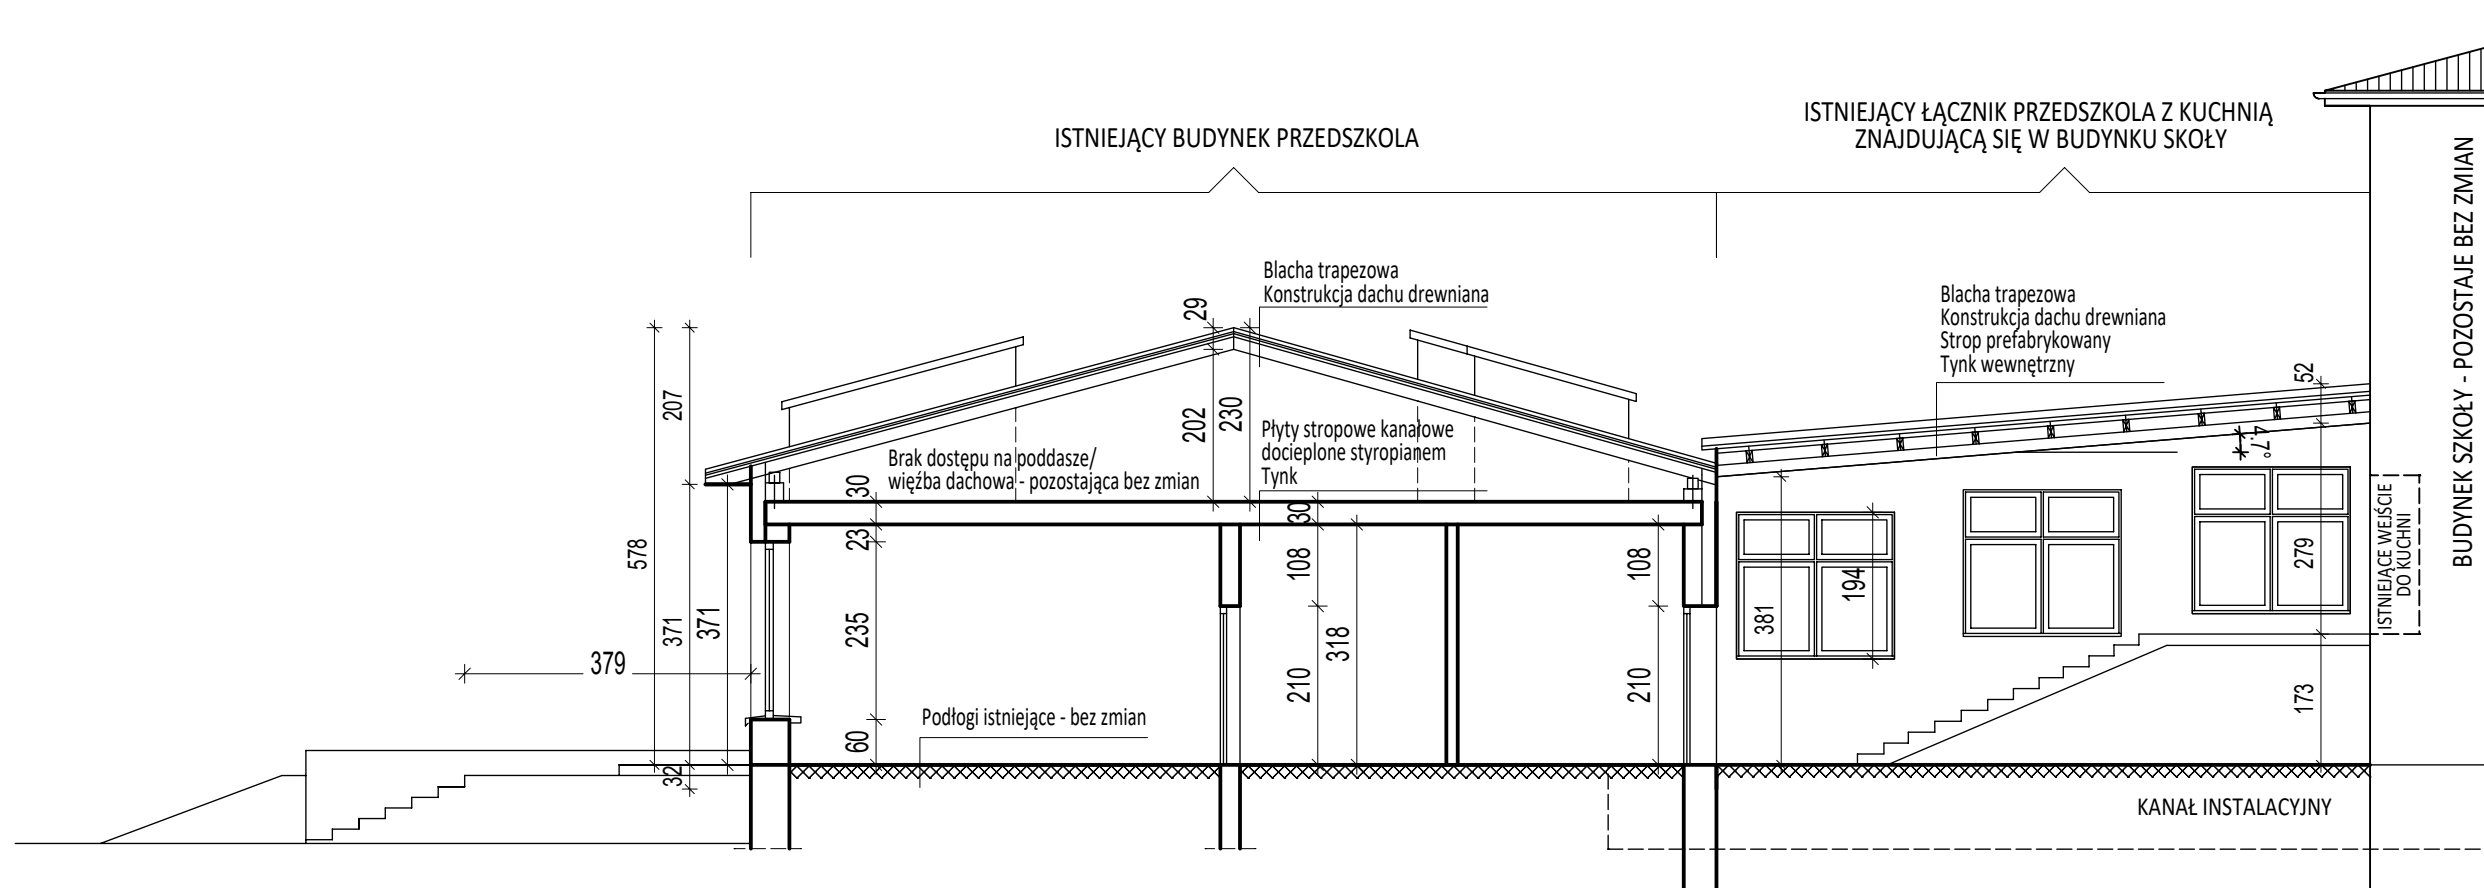 ISTNIEJĄCY BUDYNEK PRZEDSZKOLA
ISTNIEJĄCY ŁĄCZNIK PRZEDSZKOLA Z KUCHNIĄ
ZNAJDUJĄCĄ SIĘ W BUDYNKU SKOŁY
BUDYNEK SZKOŁY - POZOSTAJE BEZ ZMIAN
Blacha trapezowa
Konstrukcja dachu drewniana
Blacha trapezowa
Konstrukcja dachu drewniana
Strop prefabrykowany
Tynk wewnętrzny
Płyty stropowe kanałowe
docieplone styropianem
Tynk
Brak dostępu na poddasze/
więźba dachowa - pozostająca bez zmian
Podłogi istniejące - bez zmian
ISTNIEJĄCE WEJŚCIE
DO KUCHNI
KANAŁ INSTALACYJNY
578
207
371
32
371
379
30
23
235
60
29
202
230
30
108
210
318
108
210
381
194
4.7°
52
279
173